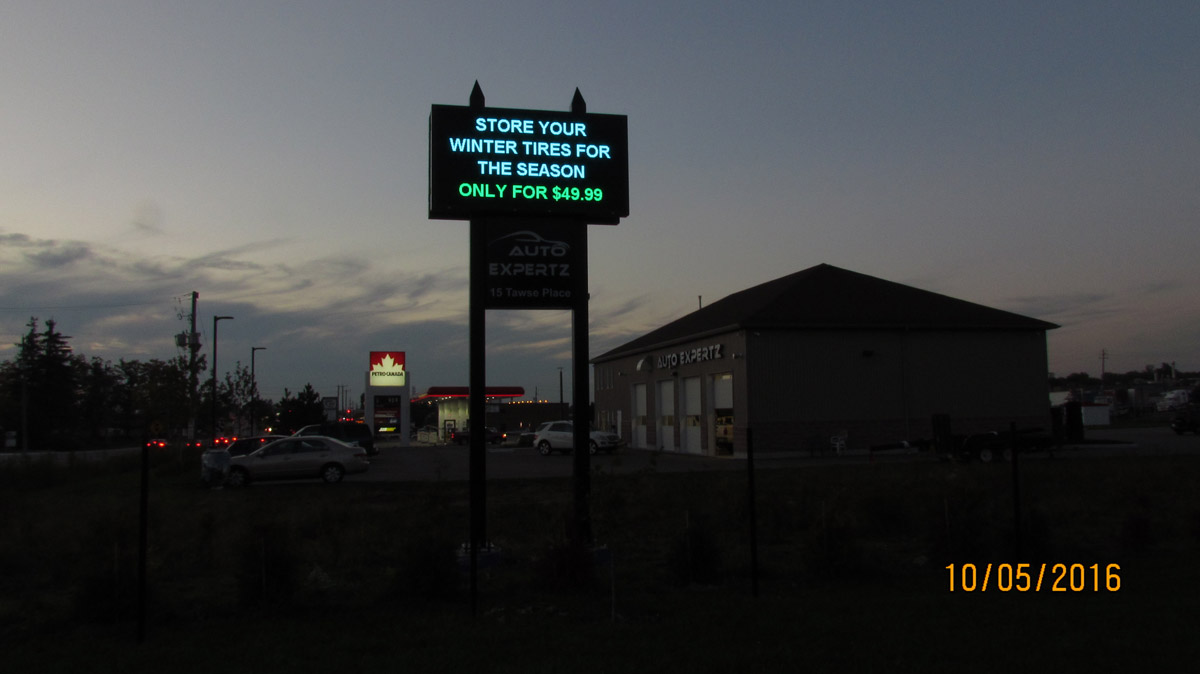 STORE YOUR
WINTER TIRES FOR
THE SEASON
ONLY FOR $49.99
AUTO
EXPERTZ
15 Tawse Place
AUTO EXPERTZ
PETRO-CANADA
10/05/2016